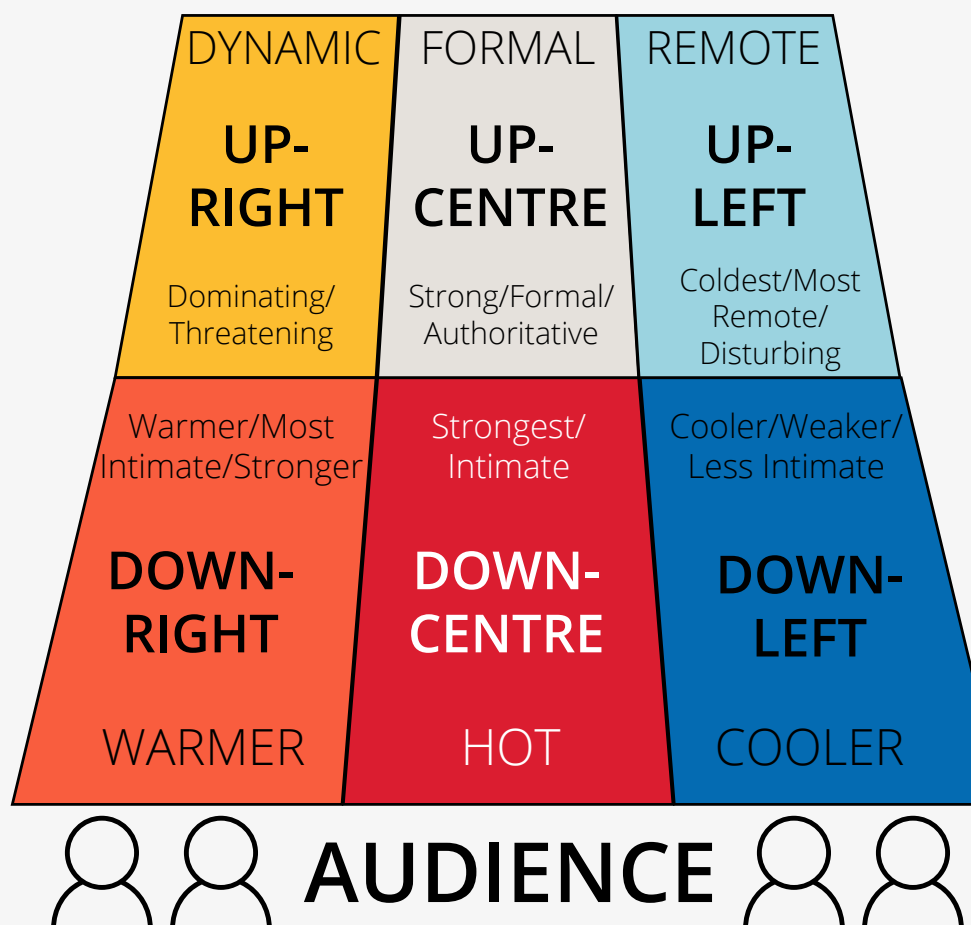 DYNAMIC
UP-
RIGHT
Dominating/
Threatening
FORMAL
UP-
CENTRE
Strong/Formal/
Authoritative
REMOTE
UP-
LEFT
Coldest/Most
Remote/
Disturbing
Warmer/Most
Intimate/Stronger
DOWN-
RIGHT
WARMER
Strongest/
Intimate
DOWN-
CENTRE
HOT
Cooler/Weaker/
Less Intimate
DOWN-
LEFT
COOLER
AUDIENCE